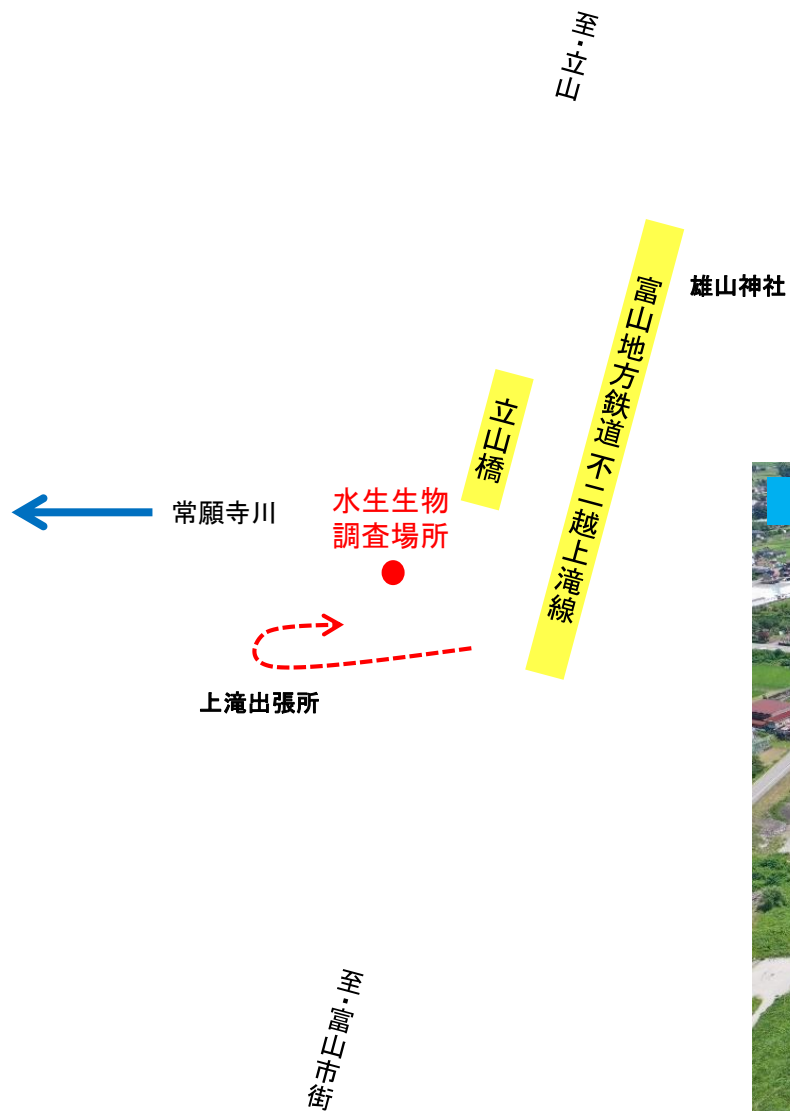 至・立山
雄山神社
富山地方鉄道 不二越上滝線
立山橋
常願寺川
水生生物
調査場所
上滝出張所
至・富山市街